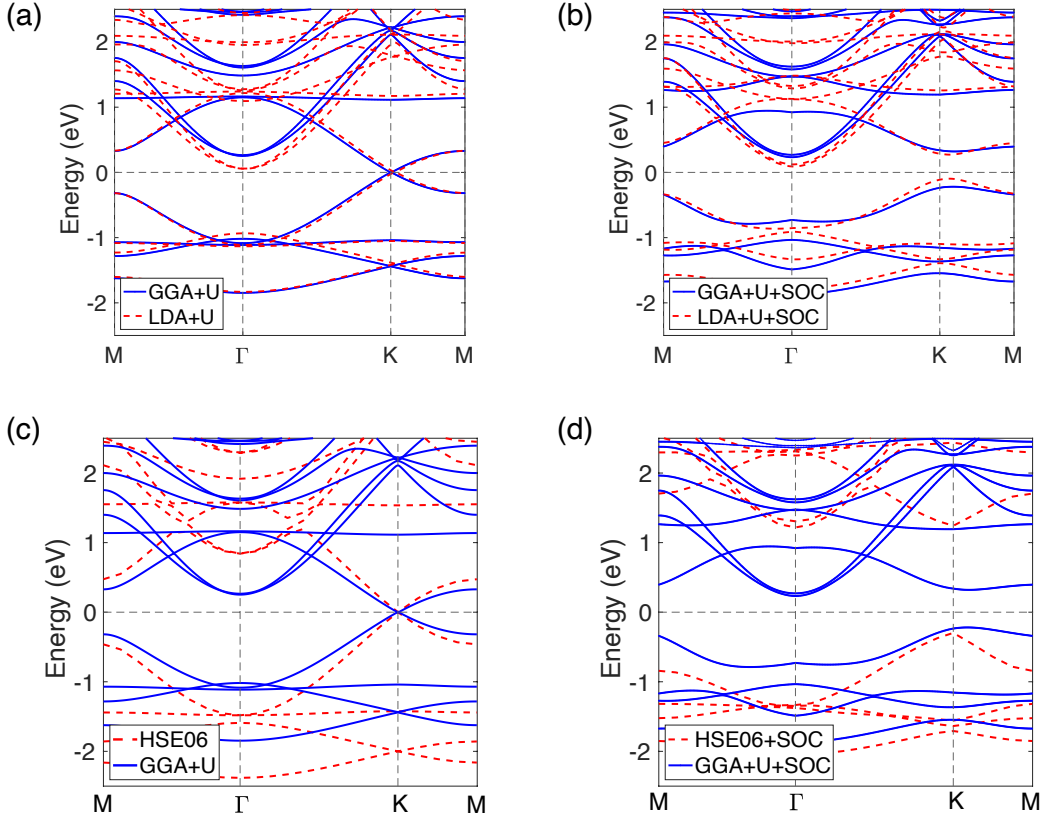 (a)
Energy (eV)
2
1
0
-1
-2
GGA+U
LDA+U
M Γ K M
(b)
Energy (eV)
2
1
0
-1
-2
GGA+U+SOC
LDA+U+SOC
M Γ K M
(c)
Energy (eV)
2
1
0
-1
-2
HSE06
GGA+U
M Γ K M
(d)
Energy (eV)
2
1
0
-1
-2
HSE06+SOC
GGA+U+SOC
M Γ K M